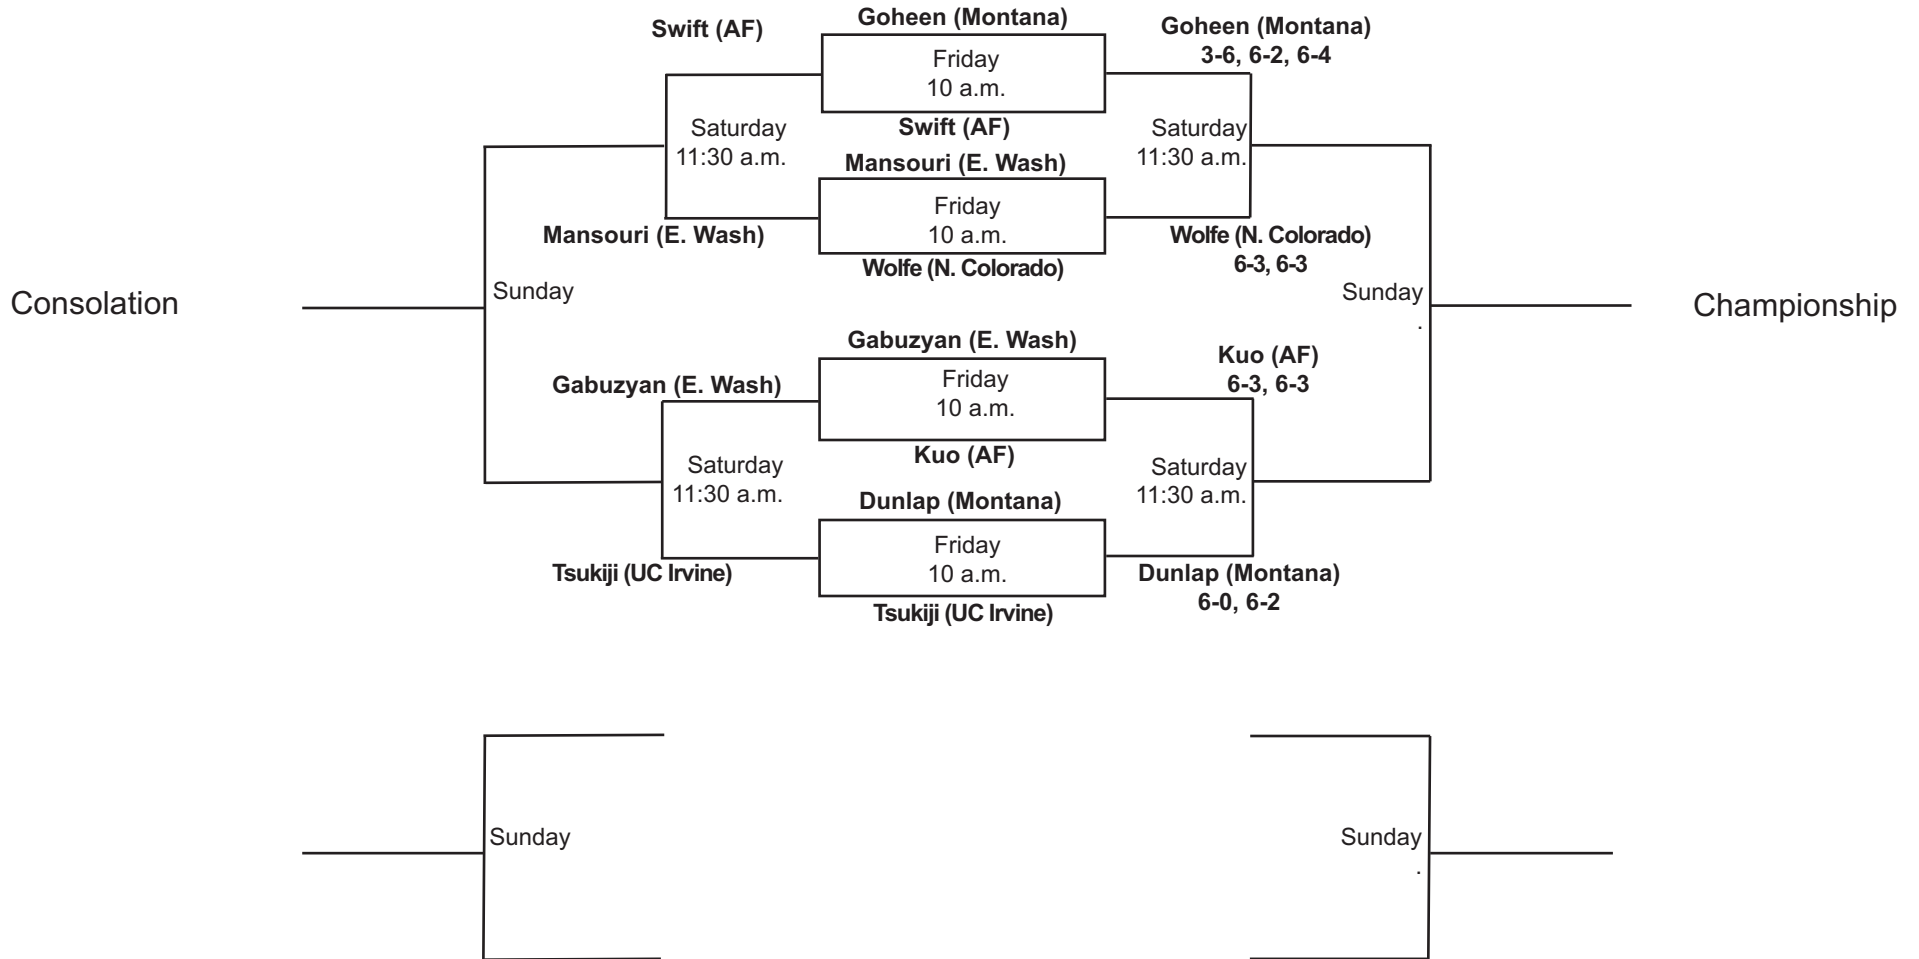 Goheen (Montana)
Swift (AF)
Goheen (Montana)
3-6, 6-2, 6-4
Friday
10 a.m.
Swift (AF)
Saturday
11:30 a.m.
Saturday
11:30 a.m.
Mansouri (E. Wash)
Friday
10 a.m.
Mansouri (E. Wash)
Wolfe (N. Colorado)
6-3, 6-3
Wolfe (N. Colorado)
Consolation
Sunday
Sunday
.
Championship
Gabuzyan (E. Wash)
Kuo (AF)
6-3, 6-3
Gabuzyan (E. Wash)
Friday
10 a.m.
Kuo (AF)
Saturday
11:30 a.m.
Saturday
11:30 a.m.
Dunlap (Montana)
Friday
10 a.m.
Tsukiji (UC Irvine)
Dunlap (Montana)
6-0, 6-2
Tsukiji (UC Irvine)
Sunday
Sunday
.